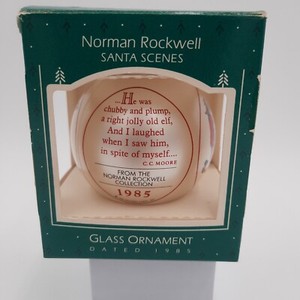 Norman Rockwell
SANTA SCENES
...He was
chubby and plump,
a right jolly old elf,
And I laughed
when I saw him,
in spite of myself....
C.C. MOORE
FROM THE
NORMAN ROCKWELL
COLLECTION
1985
GLASS ORNAMENT
DATED 1985